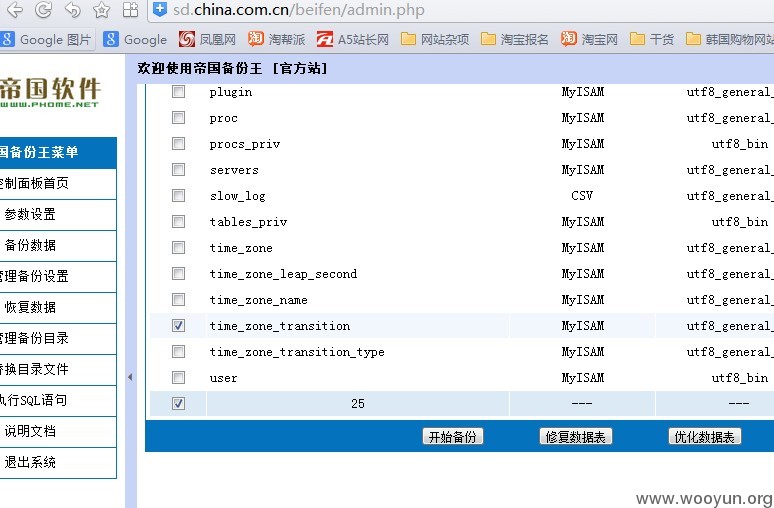 sd.china.com.cn/beifen/admin.php
Google 图片 Google 凤凰网 淘帮派 A5站长网 网站杂项 淘宝报名 淘宝网 干货 韩国购物网站
帝国软件
WWW.PHOME.NET
欢迎使用帝国备份王 [官方站]
国备份王菜单
控制面板首页
参数设置
备份数据
管理备份设置
恢复数据
管理备份目录
替换目录文件
执行SQL语句
说明文档
退出系统
plugin MyISAM utf8_general_
proc MyISAM utf8_general_
procs_priv MyISAM utf8_bin
servers MyISAM utf8_general_
slow_log CSV utf8_general_
tables_priv MyISAM utf8_bin
time_zone MyISAM utf8_general_
time_zone_leap_second MyISAM utf8_general_
time_zone_name MyISAM utf8_general_
time_zone_transition MyISAM utf8_general_
time_zone_transition_type MyISAM utf8_general_
user MyISAM utf8_bin
25 --- ---
开始备份 修复数据表 优化数据表
www.wooyun.org